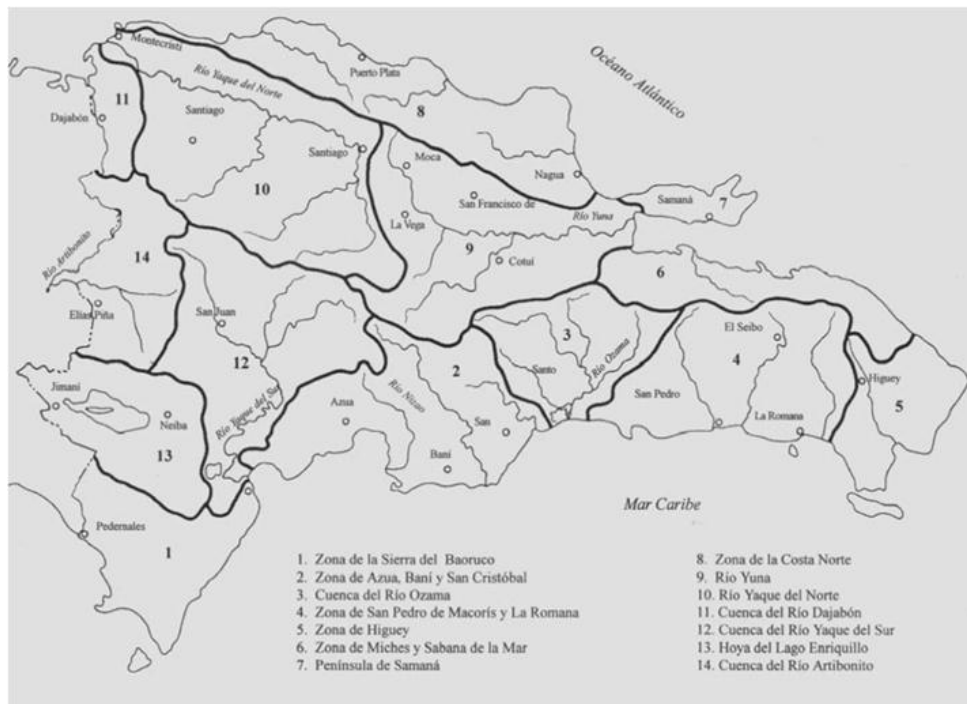 Montecristi
Río Yaque del Norte
Puerto Plata
Océano Atlántico
11
8
Dajabón
Santiago
Santiago
Moca
10
Nagua
San Francisco de
Samaná
7
La Vega
Río Yuna
Río Artibonito
14
9
Cotuí
6
Elías Piña
San Juan
3
El Seibo
12
2
Río Ozama
4
Santo
Jimaní
Higuey
Río Nizao
San Pedro
Azua
5
Neiba
Río Yaque del Sur
San
La Romana
13
Baní
Mar Caribe
Pedernales
1
1. Zona de la Sierra del Baoruco
2. Zona de Azua, Baní y San Cristóbal
3. Cuenca del Río Ozama
4. Zona de San Pedro de Macorís y La Romana
5. Zona de Higuey
6. Zona de Miches y Sabana de la Mar
7. Península de Samaná
8. Zona de la Costa Norte
9. Río Yuna
10. Río Yaque del Norte
11. Cuenca del Río Dajabón
12. Cuenca del Río Yaque del Sur
13. Hoya del Lago Enriquillo
14. Cuenca del Río Artibonito